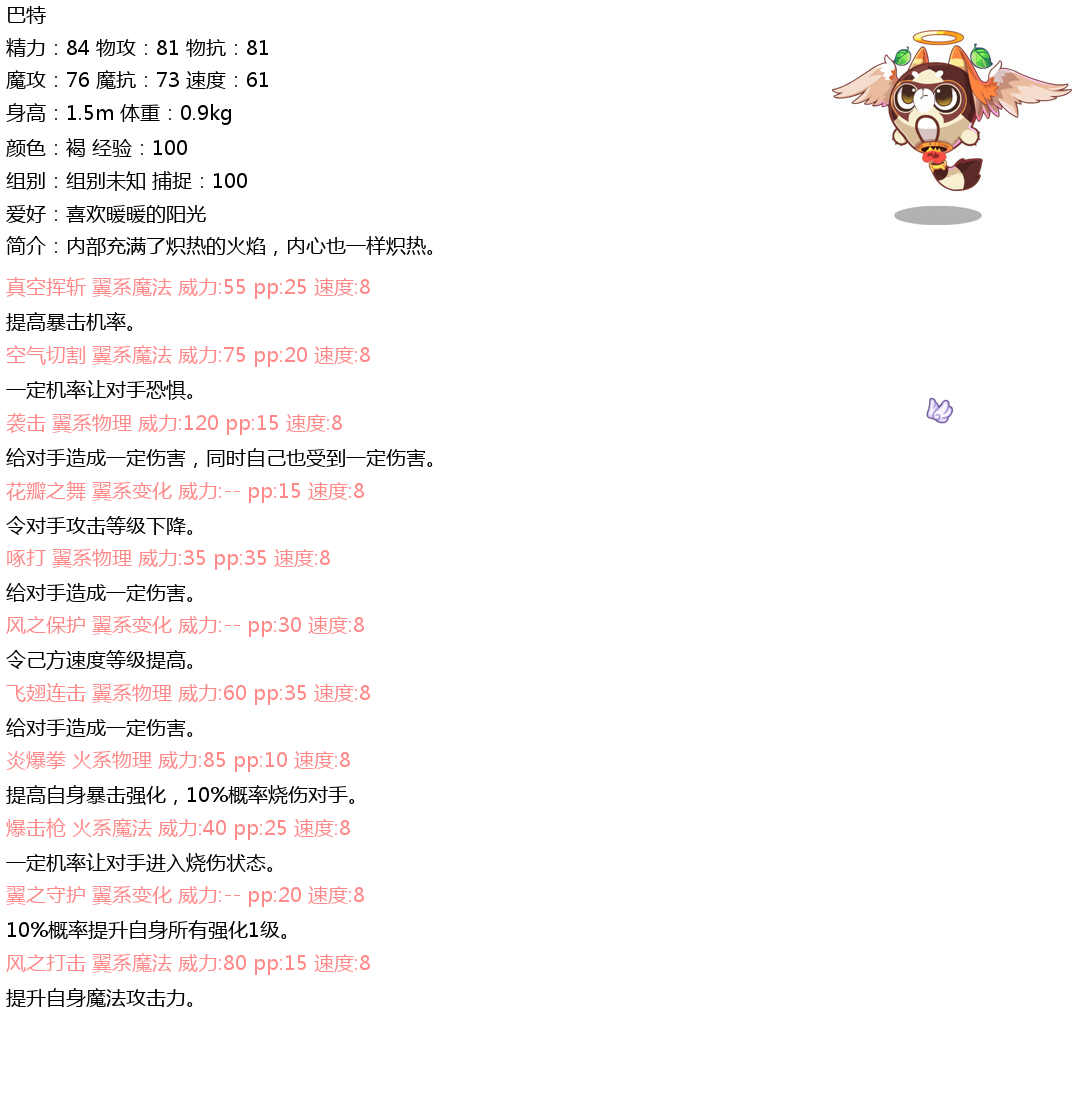 巴特
精力：84 物攻：81 物抗：81
魔攻：76 魔抗：73 速度：61
身高：1.5m 体重：0.9kg
颜色：褐 经验：100
组别：组别未知 捕捉：100
爱好：喜欢暖暖的阳光
简介：内部充满了炽热的火焰，内心也一样炽热。
真空挥斩 翼系魔法 威力:55 pp:25 速度:8
提高暴击机率。
空气切割 翼系魔法 威力:75 pp:20 速度:8
一定机率让对手恐惧。
袭击 翼系物理 威力:120 pp:15 速度:8
给对手造成一定伤害，同时自己也受到一定伤害。
花瓣之舞 翼系变化 威力:-- pp:15 速度:8
令对手攻击等级下降。
啄打 翼系物理 威力:35 pp:35 速度:8
给对手造成一定伤害。
风之保护 翼系变化 威力:-- pp:30 速度:8
令己方速度等级提高。
飞翅连击 翼系物理 威力:60 pp:35 速度:8
给对手造成一定伤害。
炎爆拳 火系物理 威力:85 pp:10 速度:8
提高自身暴击强化，10%概率烧伤对手。
爆击枪 火系魔法 威力:40 pp:25 速度:8
一定机率让对手进入烧伤状态。
翼之守护 翼系变化 威力:-- pp:20 速度:8
10%概率提升自身所有强化1级。
风之打击 翼系魔法 威力:80 pp:15 速度:8
提升自身魔法攻击力。